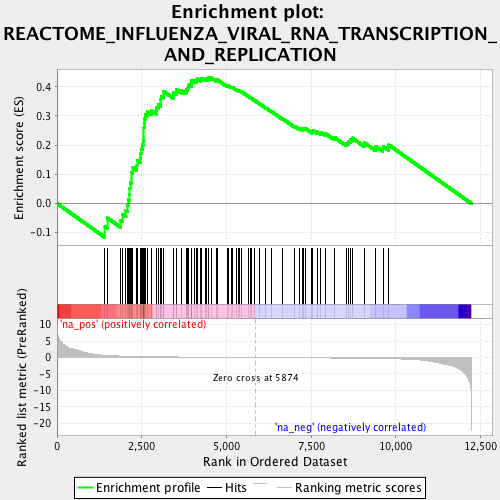 Enrichment plot:
REACTOME_INFLUENZA_VIRAL_RNA_TRANSCRIPTION_
AND_REPLICATION
Enrichment score (ES)
0.4
0.3
0.2
0.1
0.0
-0.1
'na_pos' (positively correlated)
Ranked list metric (PreRanked)
10
5
0
-5
-10
-15
-20
Zero cross at 5874
'na_neg' (negatively correlated)
0
2,500
5,000
7,500
10,000
12,500
Rank in Ordered Dataset
Enrichment profile
Hits
Ranking metric scores